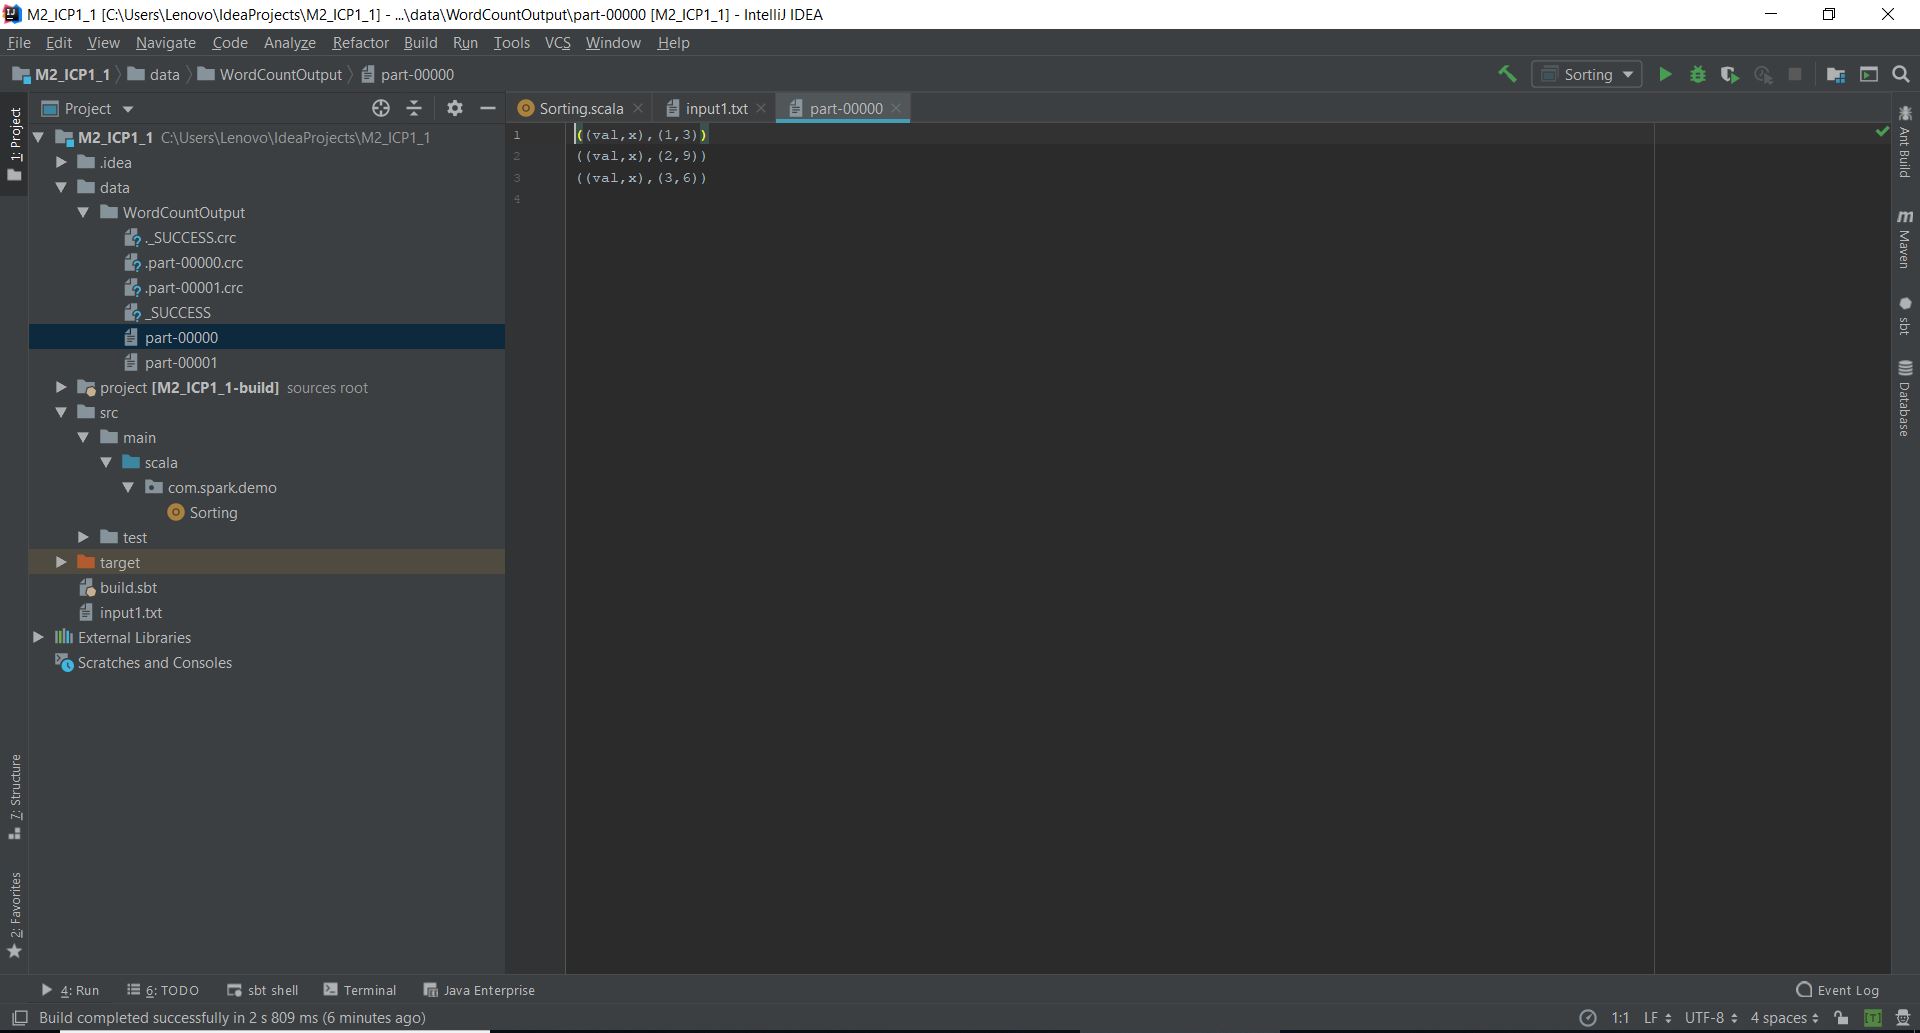 M2_ICP1_1 [C:\Users\Lenovo\IdeaProjects\M2_ICP1_1] - ...\data\WordCountOutput\part-00000 [M2_ICP1_1] - IntelliJ IDEA
File Edit View Navigate Code Analyze Refactor Build Run Tools VCS Window Help
M2_ICP1_1 data WordCountOutput part-00000 Sorting
Project
Sorting.scala input1.txt part-00000
M2_ICP1_1 C:\Users\Lenovo\IdeaProjects\M2_ICP1_1
.idea
data
WordCountOutput
._SUCCESS.crc
.part-00000.crc
.part-00001.crc
_SUCCESS
part-00000
part-00001
project [M2_ICP1_1-build] sources root
src
main
scala
com.spark.demo
Sorting
test
target
build.sbt
input1.txt
External Libraries
Scratches and Consoles
1 ((val,x),(1,3))
2 ((val,x),(2,9))
3 ((val,x),(3,6))
4
1: Project
7: Structure
2: Favorites
Ant Build
m Maven
sbt
Database
4: Run 6: TODO sbt shell Terminal Java Enterprise Event Log
Build completed successfully in 2 s 809 ms (6 minutes ago) 1:1 LF UTF-8 4 spaces [T]